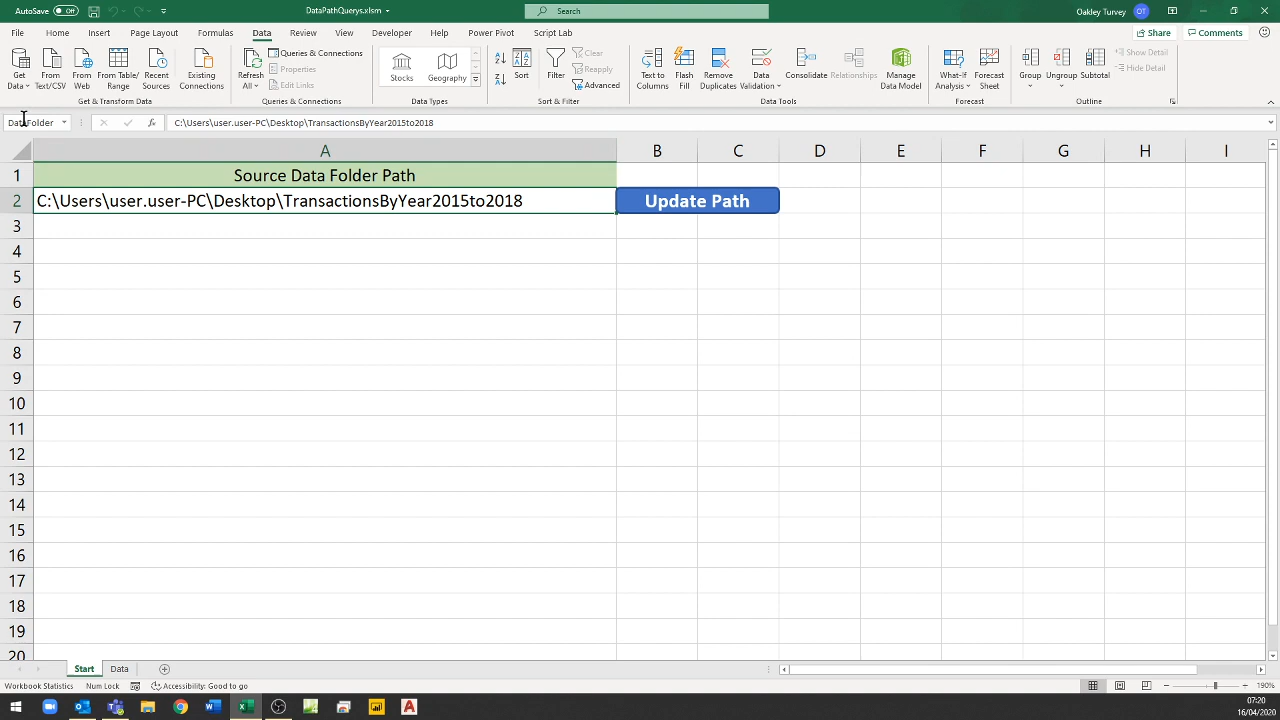 AutoSave Off DataPathQuerys.xlsm Search Oakley Turvey OT
File Home Insert Page Layout Formulas Data Review View Developer Help Power Pivot Script Lab Share Comments
Get Data From Text/CSV From Web From Table/ Range Recent Sources Existing Connections
Get & Transform Data
Refresh All Queries & Connections Properties Edit Links
Queries & Connections
Stocks Geography
Data Types
Sort Filter Clear Reapply Advanced
Sort & Filter
Text to Columns Flash Fill Remove Duplicates Data Validation Consolidate Relationships Manage Data Model
Data Tools
What-If Analysis Forecast Sheet
Forecast
Group Ungroup Subtotal Show Detail Hide Detail
Outline
DataFolder fx C:\Users\user.user-PC\Desktop\TransactionsByYear2015to2018
A B C D E F G H I
1 Source Data Folder Path
2 C:\Users\user.user-PC\Desktop\TransactionsByYear2015to2018 Update Path
3
4
5
6
7
8
9
10
11
12
13
14
15
16
17
18
19
20
Start Data
Workbook Statistics Num Lock Accessibility: Good to go 190%
07:20
16/04/2020